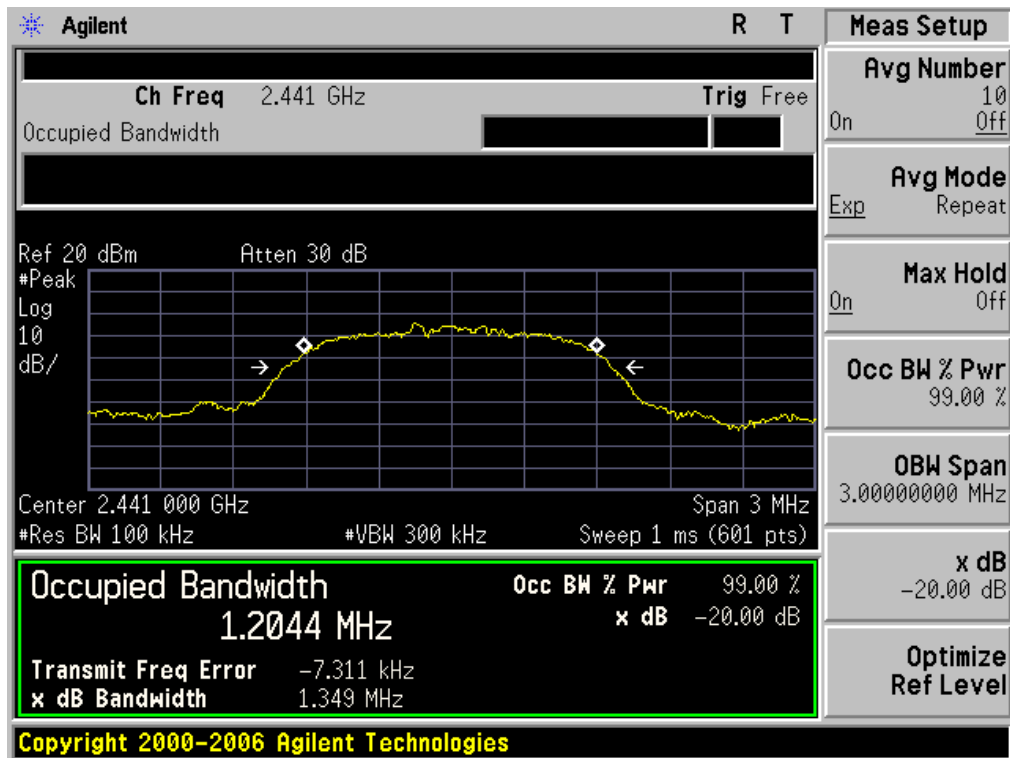 Agilent R T
Ch Freq 2.441 GHz Trig Free
Occupied Bandwidth
Ref 20 dBm Atten 30 dB
#Peak
Log
10
dB/
Center 2.441 000 GHz Span 3 MHz
#Res BW 100 kHz #VBW 300 kHz Sweep 1 ms (601 pts)
Occupied Bandwidth Occ BW % Pwr 99.00 %
1.2044 MHz x dB -20.00 dB
Transmit Freq Error -7.311 kHz
x dB Bandwidth 1.349 MHz
Copyright 2000-2006 Agilent Technologies
Meas Setup
Avg Number
10
On Off
Avg Mode
Exp Repeat
Max Hold
On Off
Occ BW % Pwr
99.00 %
OBW Span
3.00000000 MHz
x dB
-20.00 dB
Optimize
Ref Level